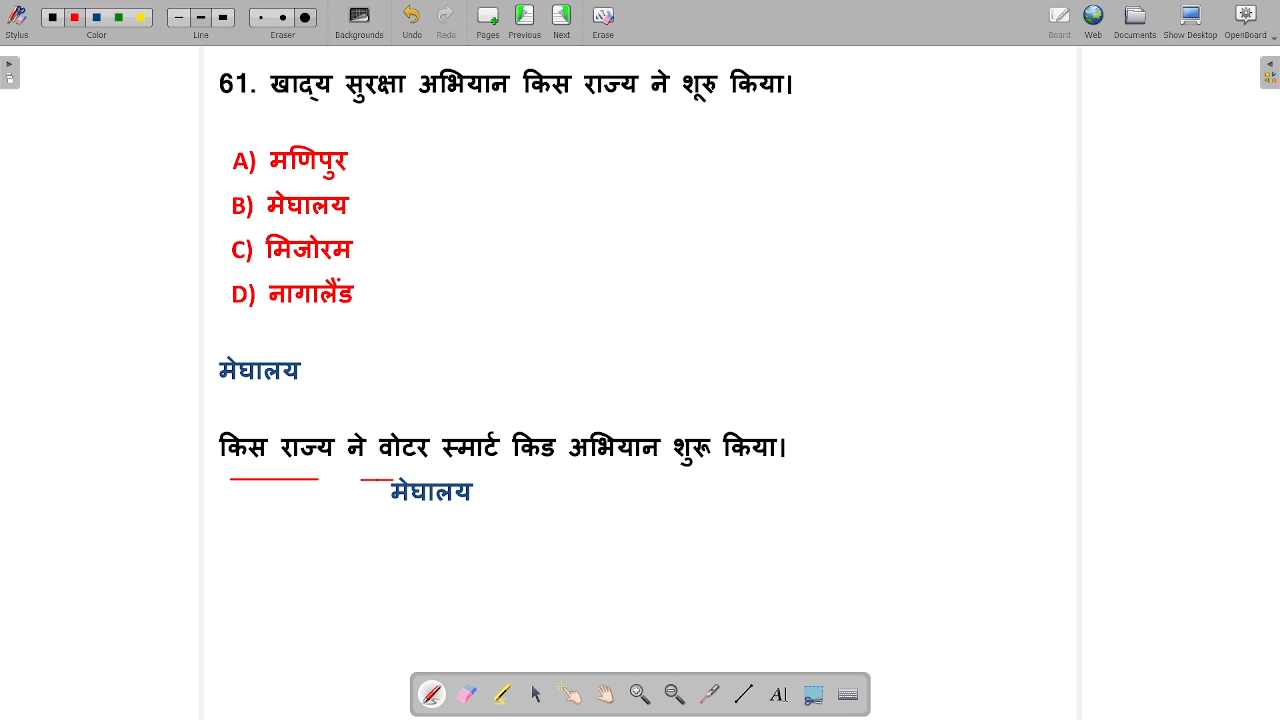 Stylus Color Line Eraser Backgrounds Undo Redo Pages Previous Next Erase Board Web Documents Show Desktop OpenBoard
61. खाद्य सुरक्षा अभियान किस राज्य ने शूरु किया।
A) मणिपुर
B) मेघालय
C) मिजोरम
D) नागालैंड
मेघालय
किस राज्य ने वोटर स्मार्ट किड अभियान शुरू किया।
मेघालय